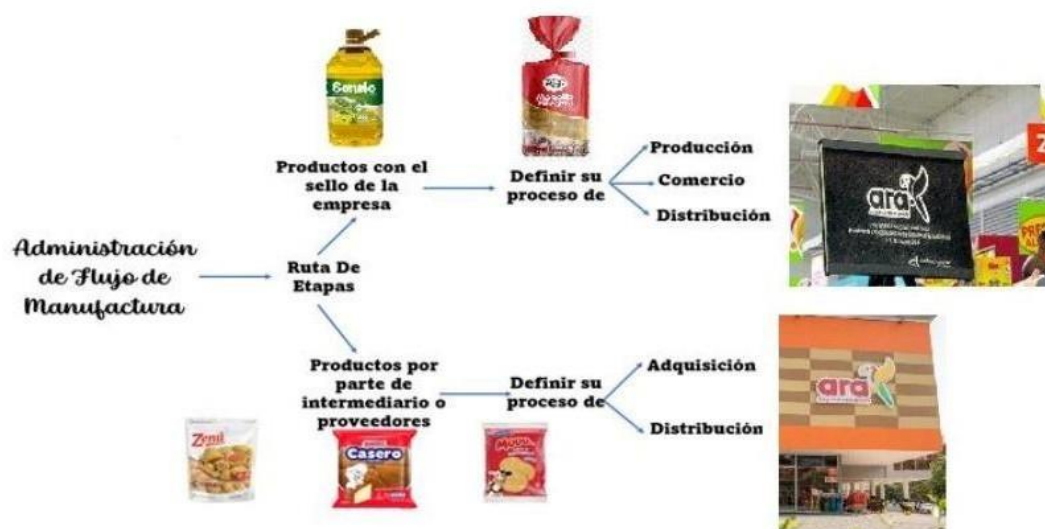 Administración
de Flujo de
Manufactura
Ruta De
Etapas
Productos con el
sello de la
empresa
Definir su
proceso de
Producción
Comercio
Distribución
Productos por
parte de
intermediario o
proveedores
Definir su
proceso de
Adquisición
Distribución
Zenú
Casero
ara
ara